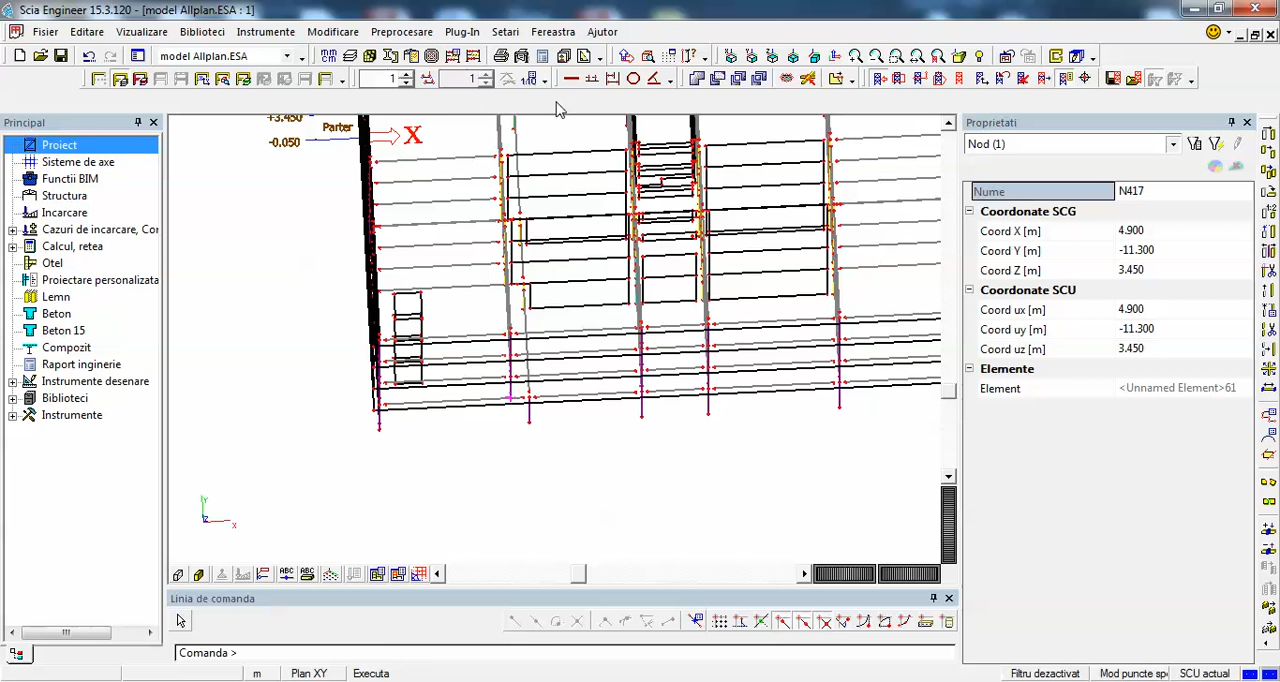 Scia Engineer 15.3.120 - [model Allplan.ESA : 1]
Fisier Editare Vizualizare Biblioteci Instrumente Modificare Preprocesare Plug-In Setari Fereastra Ajutor
model Allplan.ESA
1 1
Principal
Proiect
Sisteme de axe
Functii BIM
Structura
Incarcare
Cazuri de incarcare, Cor
Calcul, retea
Otel
Proiectare personalizata
Lemn
Beton
Beton 15
Compozit
Raport inginerie
Instrumente desenare
Biblioteci
Instrumente
+3.450
-0.050
Parter
X
Y
x
Proprietati
Nod (1)
Nume N417
Coordonate SCG
Coord X [m] 4.900
Coord Y [m] -11.300
Coord Z [m] 3.450
Coordonate SCU
Coord ux [m] 4.900
Coord uy [m] -11.300
Coord uz [m] 3.450
Elemente
Element <Unnamed Element>61
ABC ABC
Linia de comanda
Comanda >
m Plan XY Executa Filtru dezactivat Mod puncte spe SCU actual